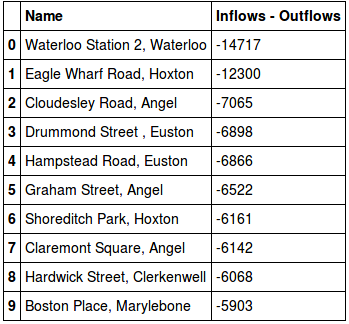 Name Inflows - Outflows
0 Waterloo Station 2, Waterloo -14717
1 Eagle Wharf Road, Hoxton -12300
2 Cloudesley Road, Angel -7065
3 Drummond Street , Euston -6898
4 Hampstead Road, Euston -6866
5 Graham Street, Angel -6522
6 Shoreditch Park, Hoxton -6161
7 Claremont Square, Angel -6142
8 Hardwick Street, Clerkenwell -6068
9 Boston Place, Marylebone -5903